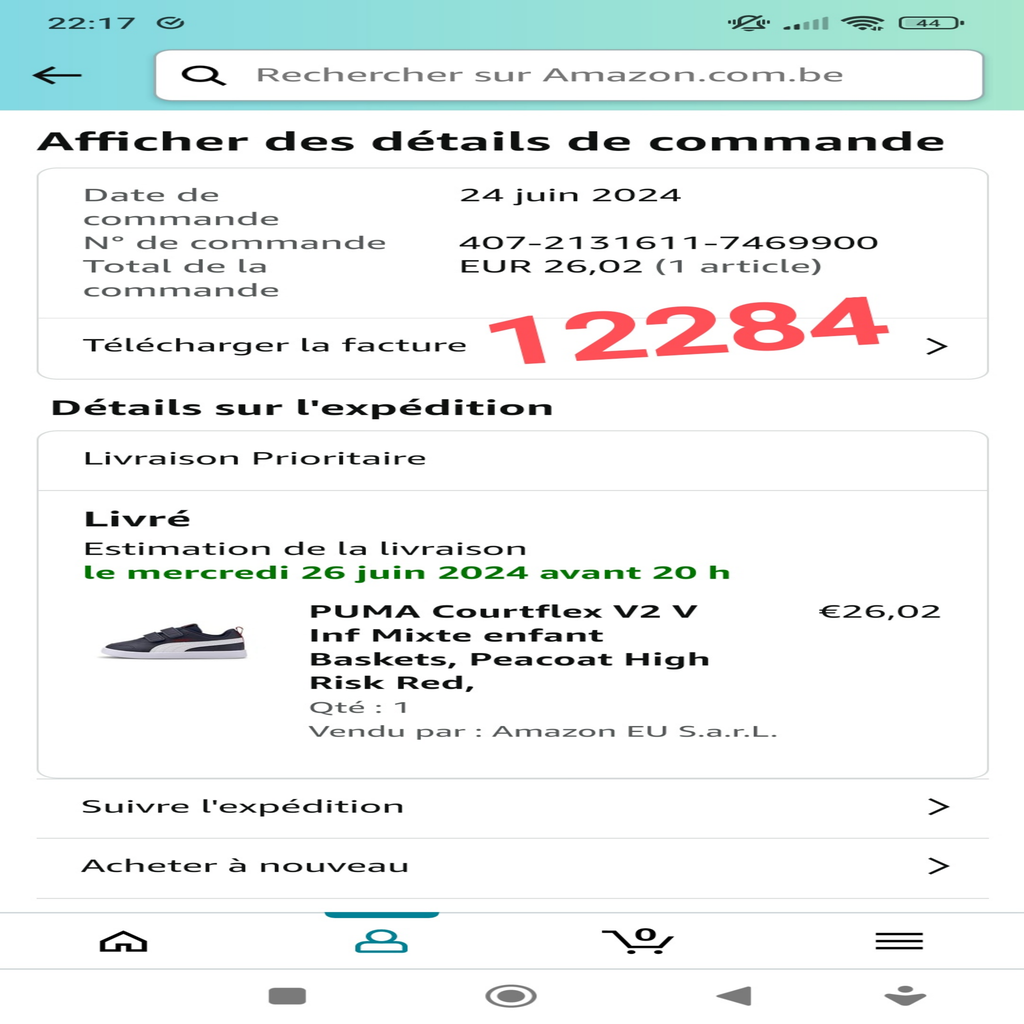 22:17
44
Rechercher sur Amazon.com.be
Afficher des détails de commande
Date de commande
24 juin 2024
N° de commande
407-2131611-7469900
Total de la commande
EUR 26,02 (1 article)
12284
Télécharger la facture
Détails sur l'expédition
Livraison Prioritaire
Livré
Estimation de la livraison
le mercredi 26 juin 2024 avant 20 h
PUMA Courtflex V2 V
€26,02
Inf Mixte enfant
Baskets, Peacoat High
Risk Red,
Qté : 1
Vendu par : Amazon EU S.a.r.L.
Suivre l'expédition
Acheter à nouveau
0